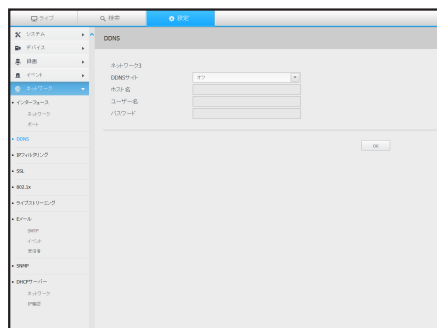 ライブ
検索
設定
システム
デバイス
録画
イベント
ネットワーク
インターフェース
ネットワーク
ポート
DDNS
IPフィルタリング
SSL
802.1x
ライブストリーミング
Eメール
SMTP
イベント
受信者
SNMP
DHCPサーバー
ネットワーク
IP確認
DDNS
ネットワーク3
DDNSサイト
オフ
ホスト名
ユーザー名
パスワード
OK